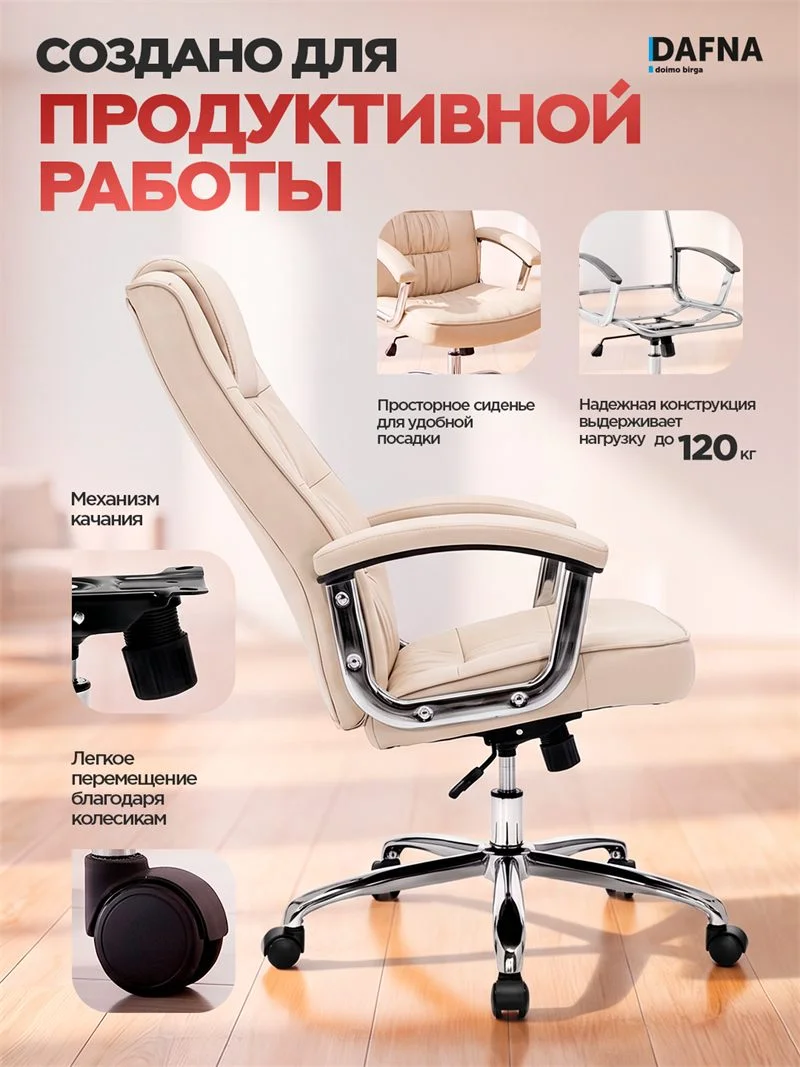 СОЗДАНО ДЛЯ
ПРОДУКТИВНОЙ
РАБОТЫ
DAFNA
doimo birga
Просторное сиденье
для удобной
посадки
Надежная конструкция
выдерживает
нагрузку до 120 кг
Механизм
качания
Легкое
перемещение
благодаря
колесикам